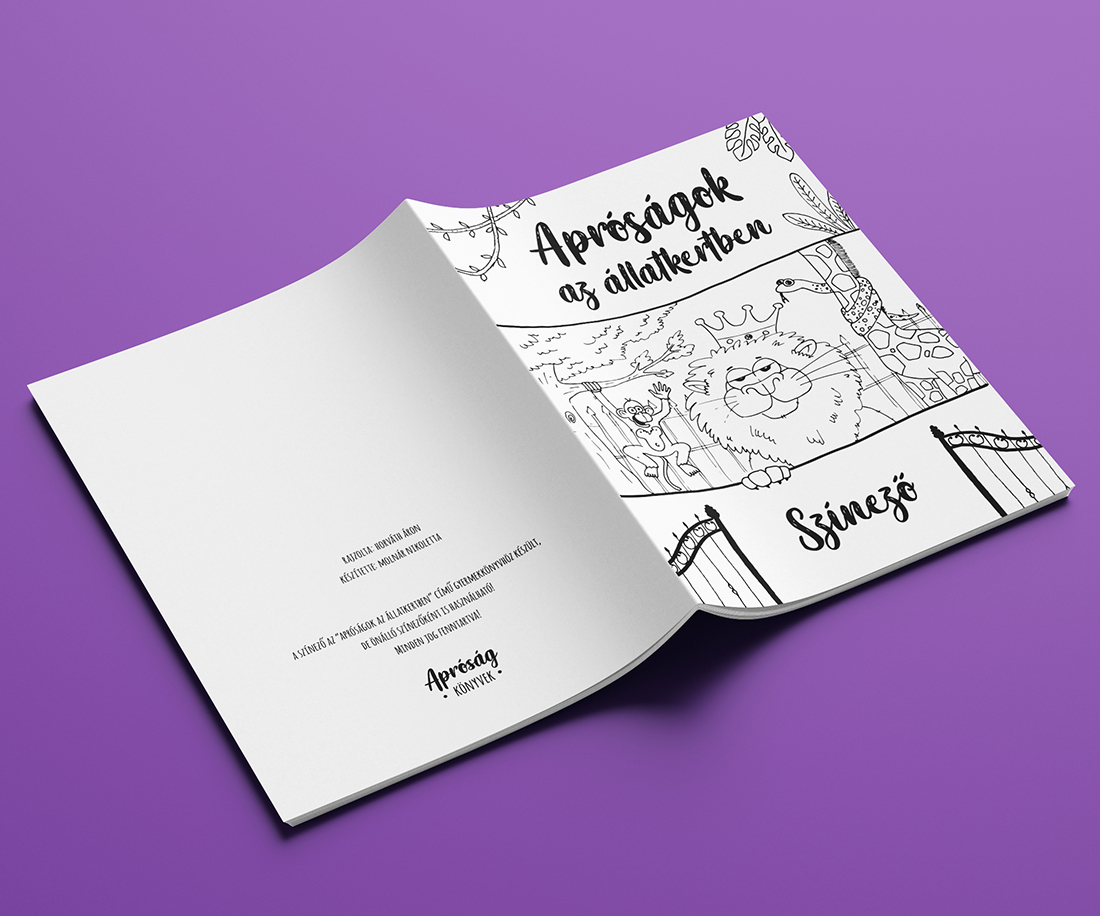 Apróságok
az állatkertben
Színező
RAJZOLTA: HORVÁTH ÁRON
KÉSZÍTETTE: MOLNÁR NIKOLETTA
A SZÍNEZŐ AZ "APRÓSÁGOK AZ ÁLLATKERTBEN" CÍMŰ GYERMEKKÖNYVHÖZ KÉSZÜLT,
DE ÖNÁLLÓ SZÍNEZŐKÉNT IS HASZNÁLHATÓ!
MINDEN JOG FENNTARTVA!
Apróság
• KÖNYVEK •